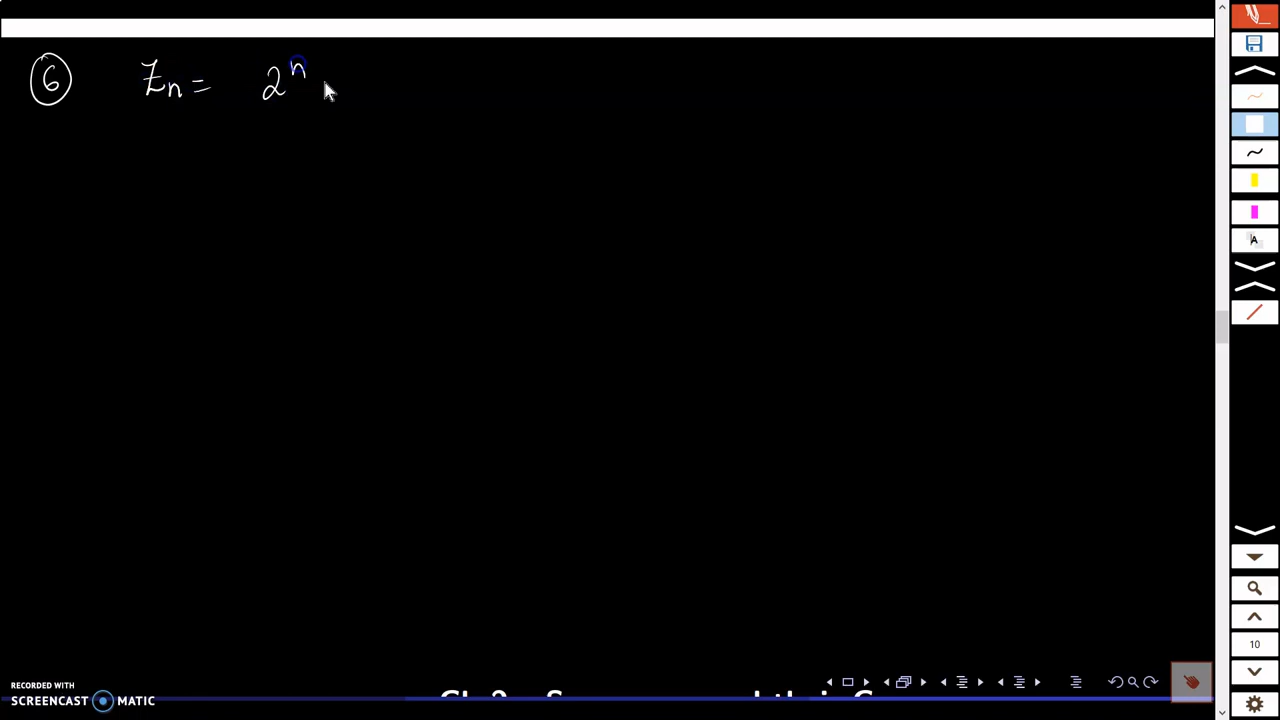 ⑥ Zn = 2^n
A
10
RECORDED WITH
SCREENCAST MATIC